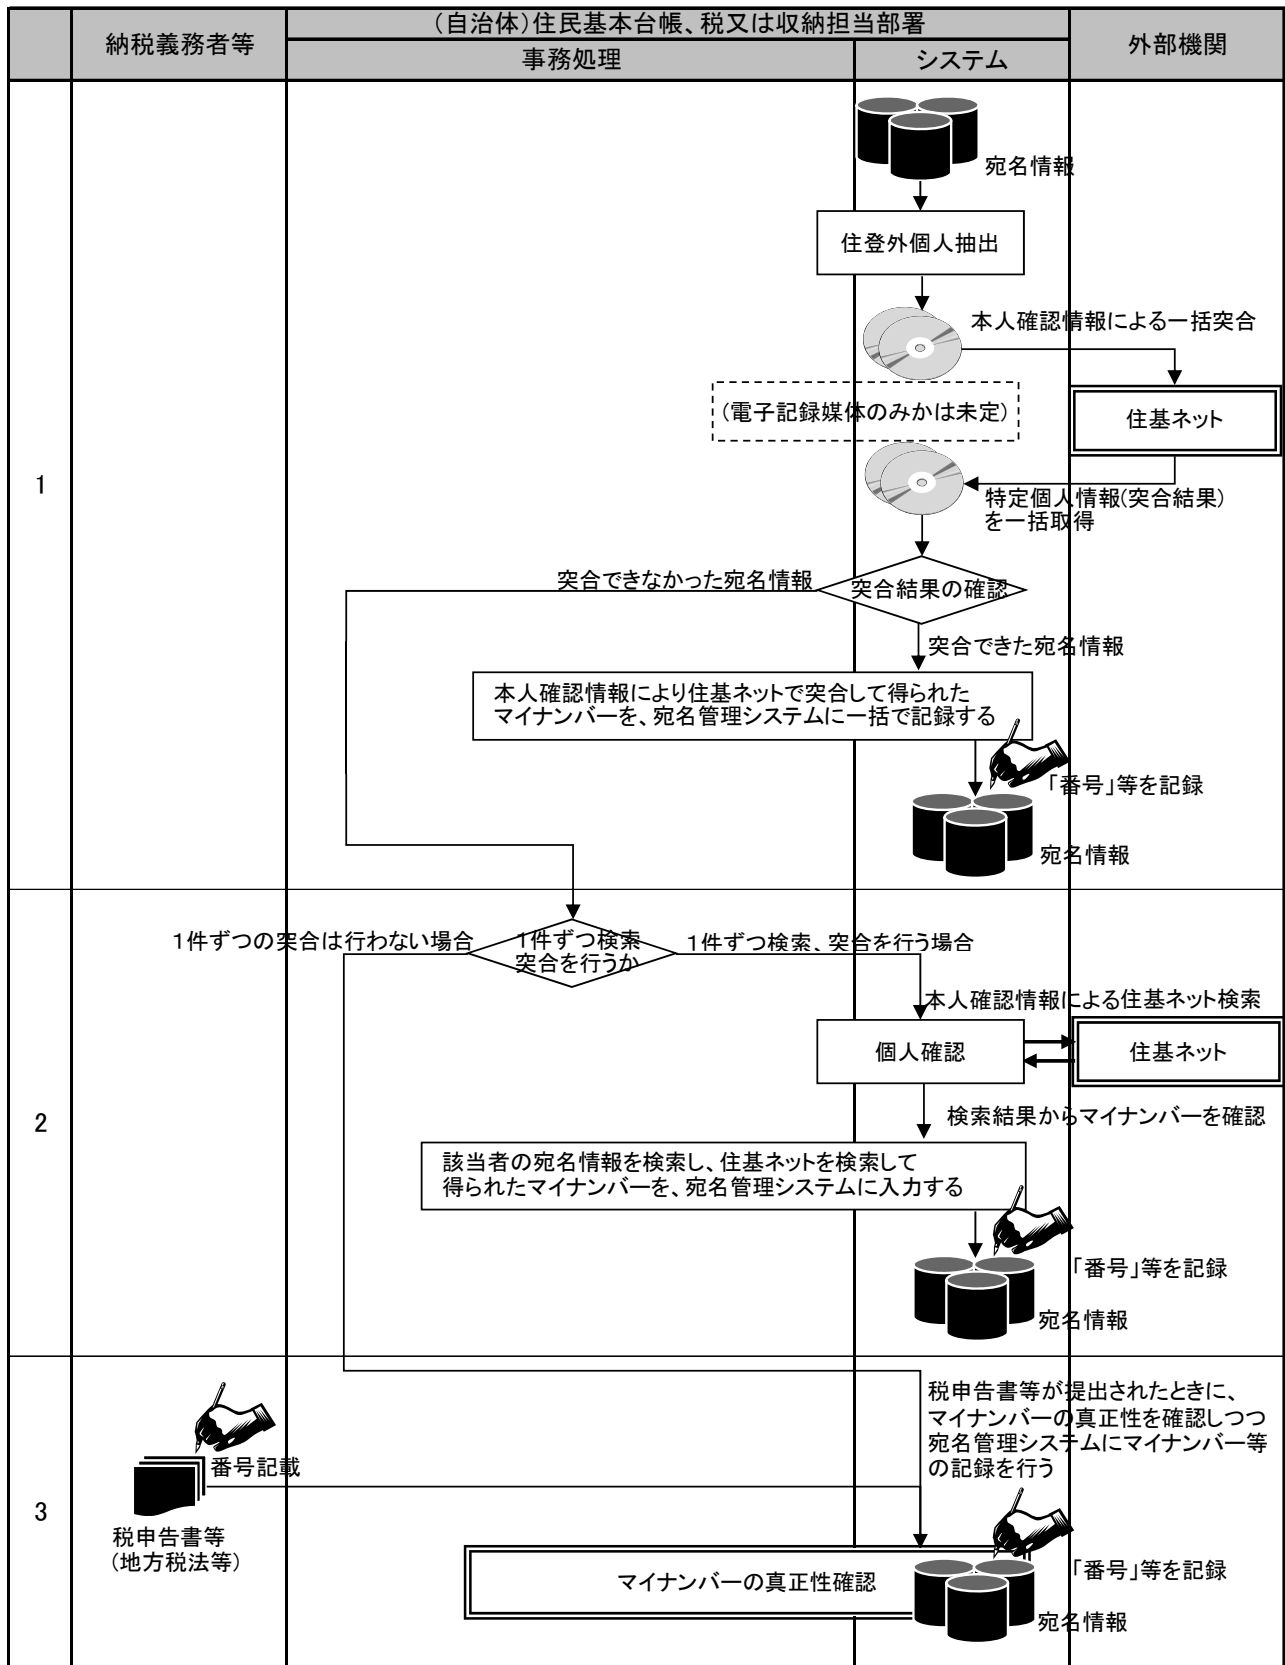 納税義務者等
(自治体)住民基本台帳、税又は収納担当部署
外部機関
事務処理
システム
宛名情報
住登外個人抽出
本人確認情報による一括突合
(電子記録媒体のみかは未定)
住基ネット
1
特定個人情報(突合結果)
を一括取得
突合できなかった宛名情報
突合結果の確認
突合できた宛名情報
本人確認情報により住基ネットで突合して得られた
マイナンバーを、宛名管理システムに一括で記録する
「番号」等を記録
宛名情報
1件ずつの突合は行わない場合
1件ずつ検索
突合を行うか
1件ずつ検索、突合を行う場合
本人確認情報による住基ネット検索
個人確認
住基ネット
2
検索結果からマイナンバーを確認
該当者の宛名情報を検索し、住基ネットを検索して
得られたマイナンバーを、宛名管理システムに入力する
「番号」等を記録
宛名情報
税申告書等が提出されたときに、
マイナンバーの真正性を確認しつつ
宛名管理システムにマイナンバー等
の記録を行う
番号記載
3
税申告書等
(地方税法等)
マイナンバーの真正性確認
「番号」等を記録
宛名情報